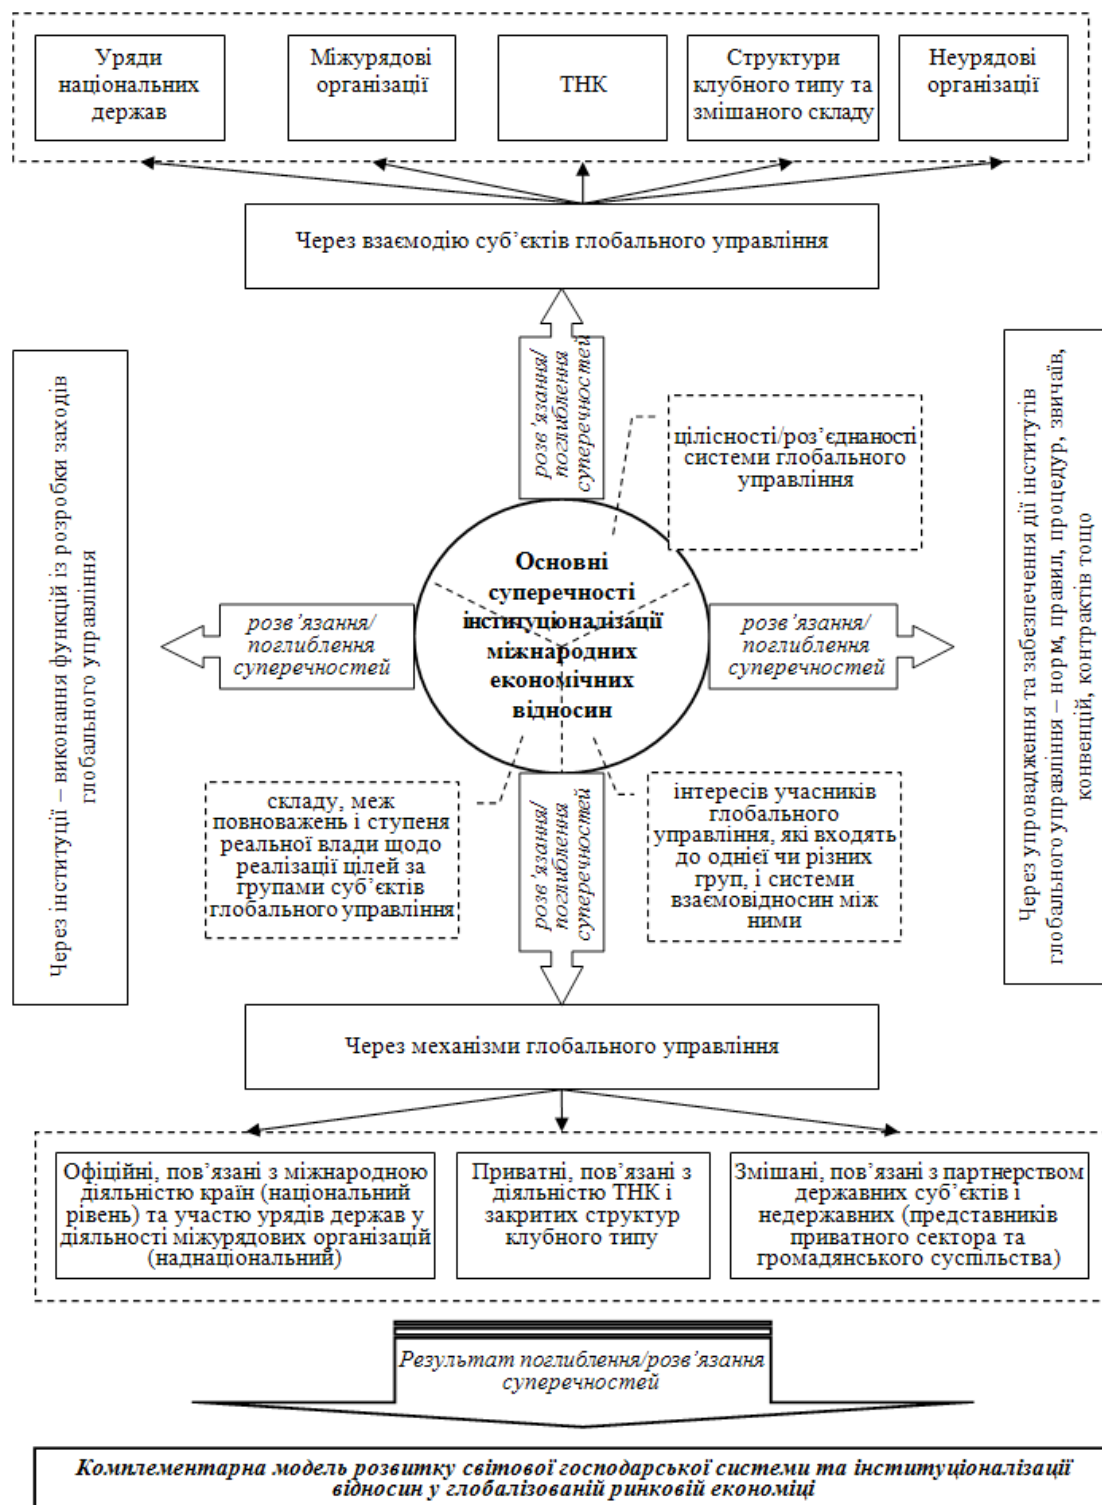 Уряди
національних
держав
Міжурядові
організації
ТНК
Структури
клубного типу та
змішаного складу
Неурядові
організації
Через взаємодію суб’єктів глобального управління
розв’язання/
поглиблення
суперечностей
Через інституції – виконання функцій із розробки заходів
глобального управління
цілісності/роз’єднаності
системи глобального
управління
Через упровадження та забезпечення дії інститутів
глобального управління – норм, правил, процедур, звичаїв,
конвенцій, контрактів тощо
розв’язання/
поглиблення
суперечностей
Основні
суперечності
інституціоналізації
міжнародних
економічних
відносин
розв’язання/
поглиблення
суперечностей
складу, меж
повноважень і ступеня
реальної влади щодо
реалізації цілей за
групами суб’єктів
глобального управління
розв’язання/
поглиблення
суперечностей
інтересів учасників
глобального
управління, які входять
до однієї чи різних
груп, і системи
взаємовідносин між
ними
Через механізми глобального управління
Офіційні, пов’язані з міжнародною
діяльністю країн (національний
рівень) та участю урядів держав у
діяльності міжурядових організацій
(наднаціональний)
Приватні, пов’язані з
діяльністю ТНК і
закритих структур
клубного типу
Змішані, пов’язані з партнерством
державних суб’єктів і
недержавних (представників
приватного сектора та
громадянського суспільства)
Результат поглиблення/розв’язання
суперечностей
Комплементарна модель розвитку світової господарської системи та інституціоналізації
відносин у глобалізованій ринковій економіці